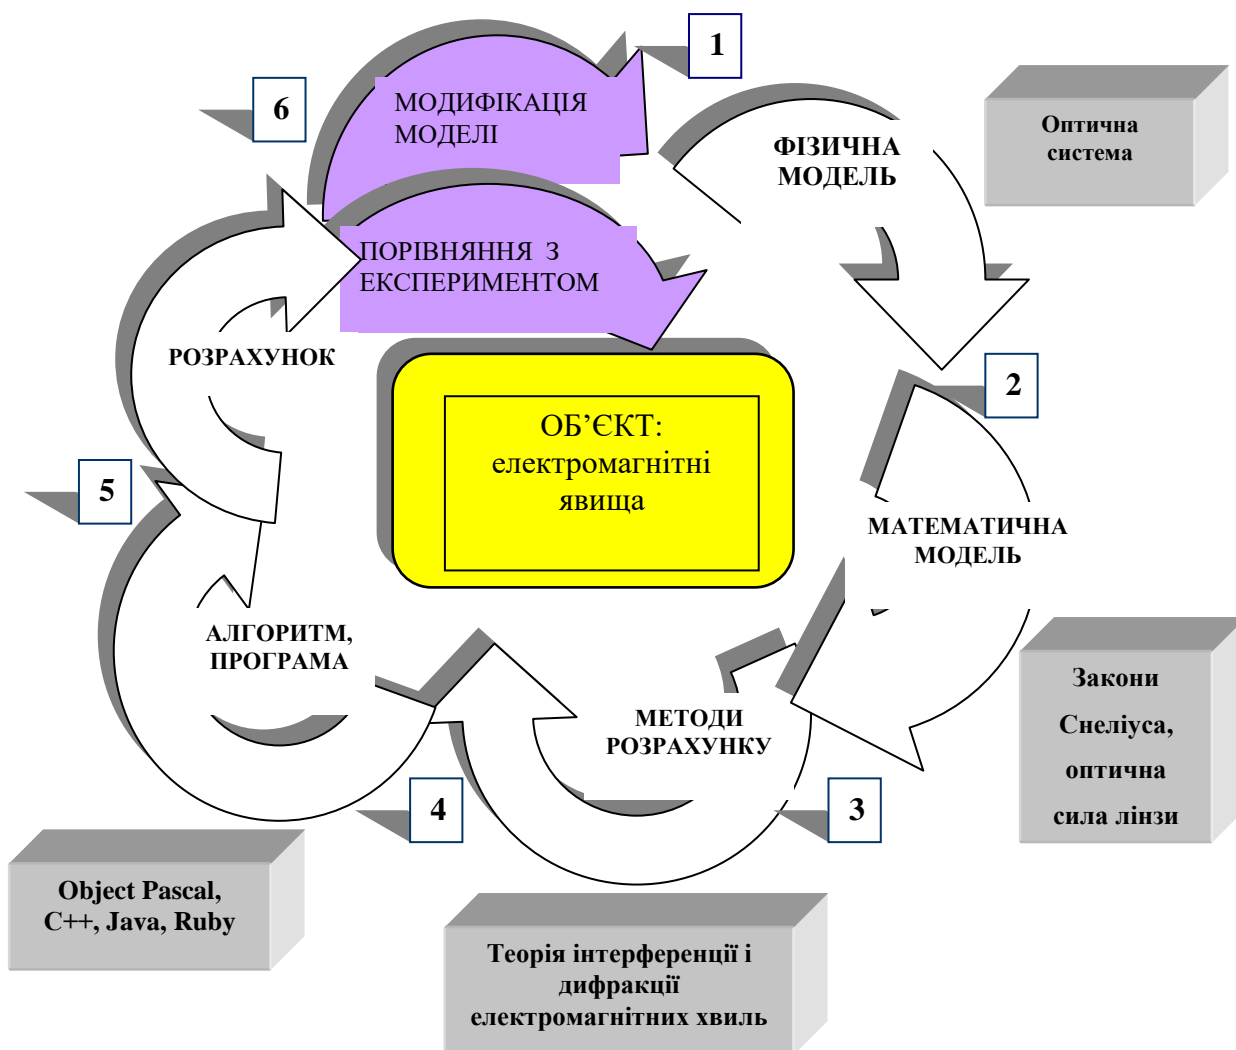 1
6
МОДИФІКАЦІЯ
МОДЕЛІ
ФІЗИЧНА
МОДЕЛЬ
Оптична
система
ПОРІВНЯННЯ З
ЕКСПЕРИМЕНТОМ
РОЗРАХУНОК
2
ОБ’ЄКТ:
електромагнітні
явища
5
МАТЕМАТИЧНА
МОДЕЛЬ
АЛГОРИТМ,
ПРОГРАМА
МЕТОДИ
РОЗРАХУНКУ
Закони
Снеліуса,
оптична
сила лінзи
4
3
Object Pascal,
C++, Java, Ruby
Теорія інтерференції і
дифракції
електромагнітних хвиль